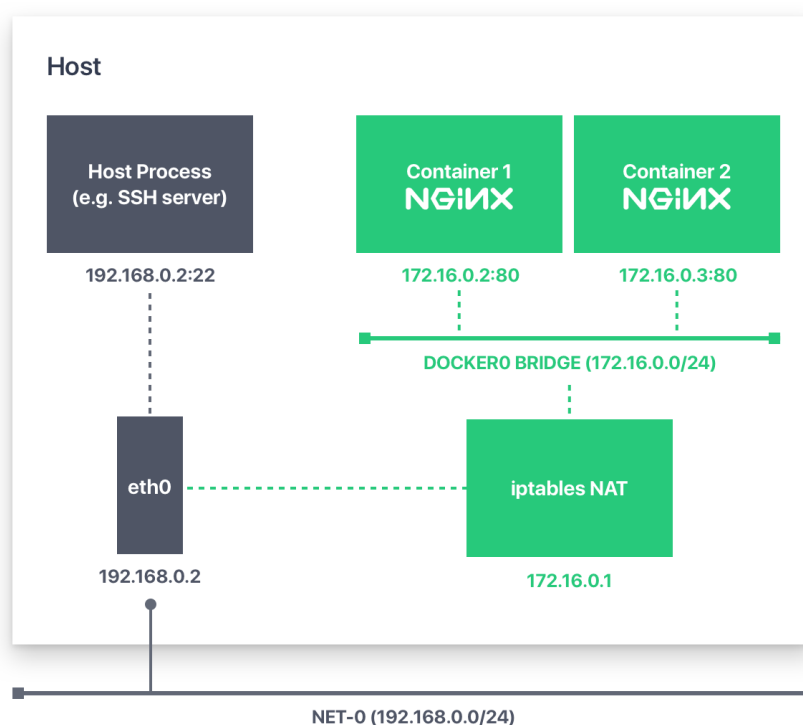 Host
Host Process
(e.g. SSH server)
Container 1
NGINX
Container 2
NGINX
192.168.0.2:22
172.16.0.2:80
172.16.0.3:80
DOCKER0 BRIDGE (172.16.0.0/24)
eth0
iptables NAT
192.168.0.2
172.16.0.1
NET-0 (192.168.0.0/24)